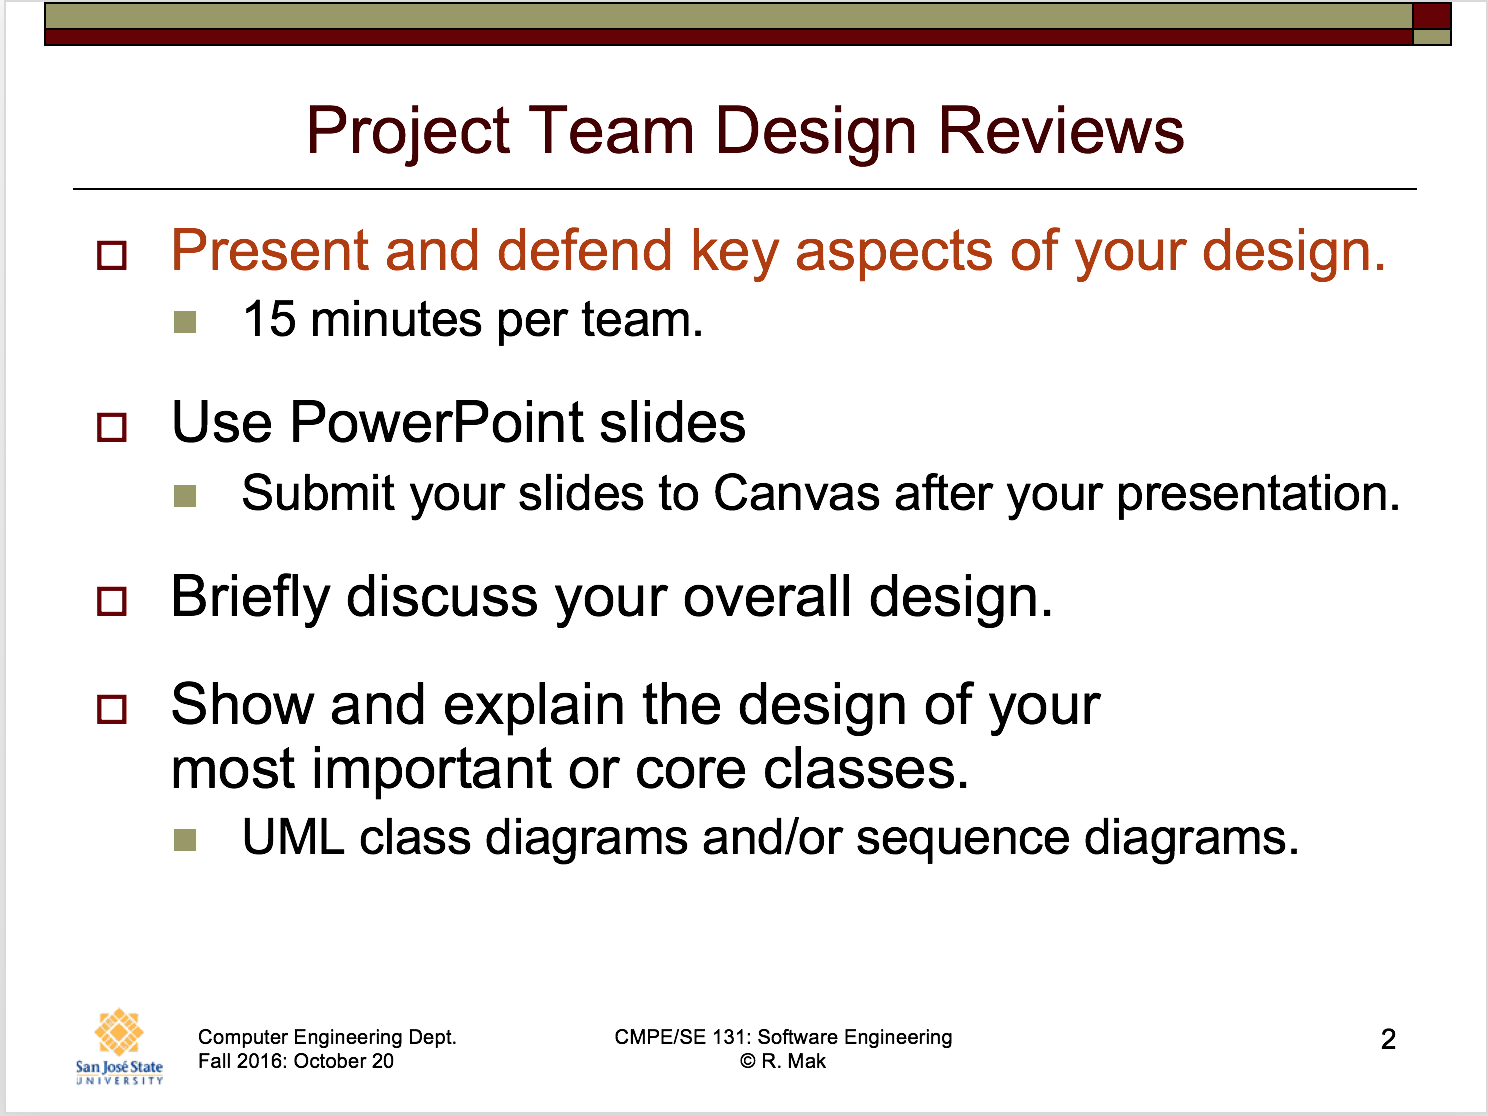 Project Team Design Reviews
Present and defend key aspects of your design.
15 minutes per team.
Use PowerPoint slides
Submit your slides to Canvas after your presentation.
Briefly discuss your overall design.
Show and explain the design of your
most important or core classes.
UML class diagrams and/or sequence diagrams.
San José State
UNIVERSITY
Computer Engineering Dept.
Fall 2016: October 20
CMPE/SE 131: Software Engineering
© R. Mak
2